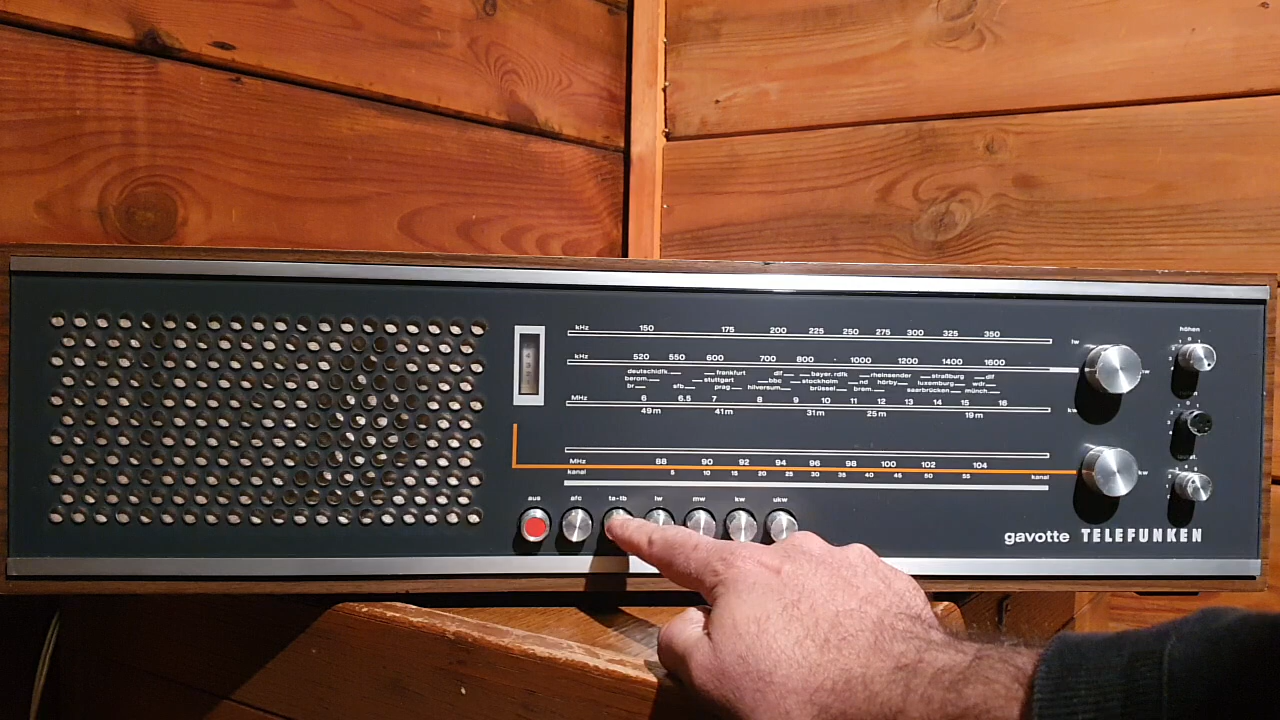 kHz 150 175 200 225 250 275 300 325 350
lw
höhen
kHz 520 550 600 700 800 1000 1200 1400 1600
deutschldfk. frankfurt dlf bayer. rdfk rheinsender straßburg dlf
berom. stuttgart bbc stockholm nd hörby luxemburg wdr
br sfb prag hilversum brüssel brem. saarbrücken münch.
MHz 6 6.5 7 8 9 10 11 12 13 14 15 16
49m 41m 31m 25m 19m
MHz 88 90 92 94 96 98 100 102 104
kanal 5 10 15 20 25 30 35 40 45 50 55 kanal
aus afc ta-tb lw mw kw ukw
gavotte TELEFUNKEN